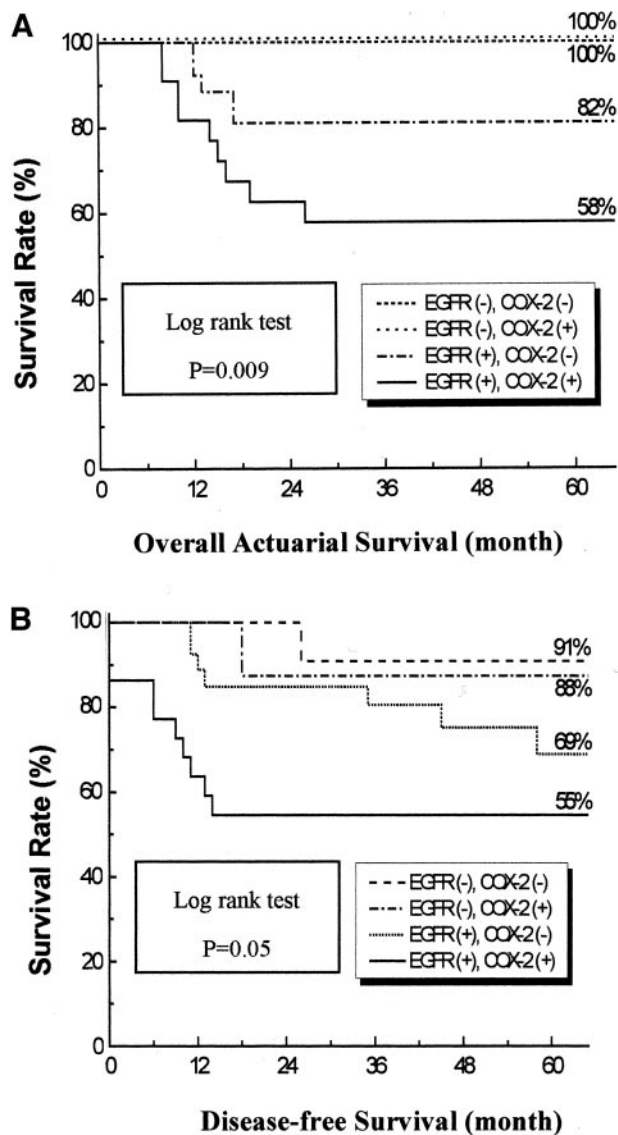 A
100%
100%
82%
58%
100
80
60
40
20
0
Survival Rate (%)
Log rank test
P=0.009
EGFR (-), COX-2 (-)
EGFR (-), COX-2 (+)
EGFR (+), COX-2 (-)
EGFR (+), COX-2 (+)
0 12 24 36 48 60
Overall Actuarial Survival (month)
B
91%
88%
69%
55%
100
80
60
40
20
0
Survival Rate (%)
Log rank test
P=0.05
EGFR (-), COX-2 (-)
EGFR (-), COX-2 (+)
EGFR (+), COX-2 (-)
EGFR (+), COX-2 (+)
0 12 24 36 48 60
Disease-free Survival (month)